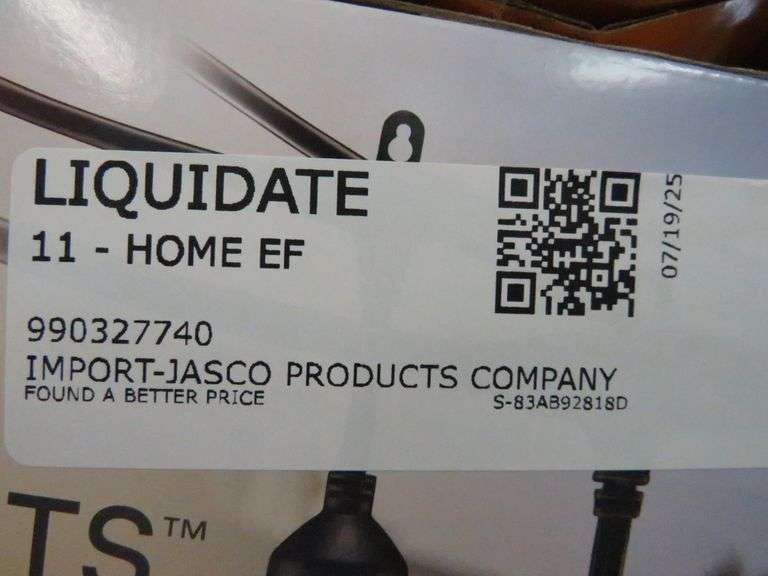 LIQUIDATE
11 - HOME EF
07/19/25
990327740
IMPORT-JASCO PRODUCTS COMPANY
FOUND A BETTER PRICE
S-83AB92818D
TS™